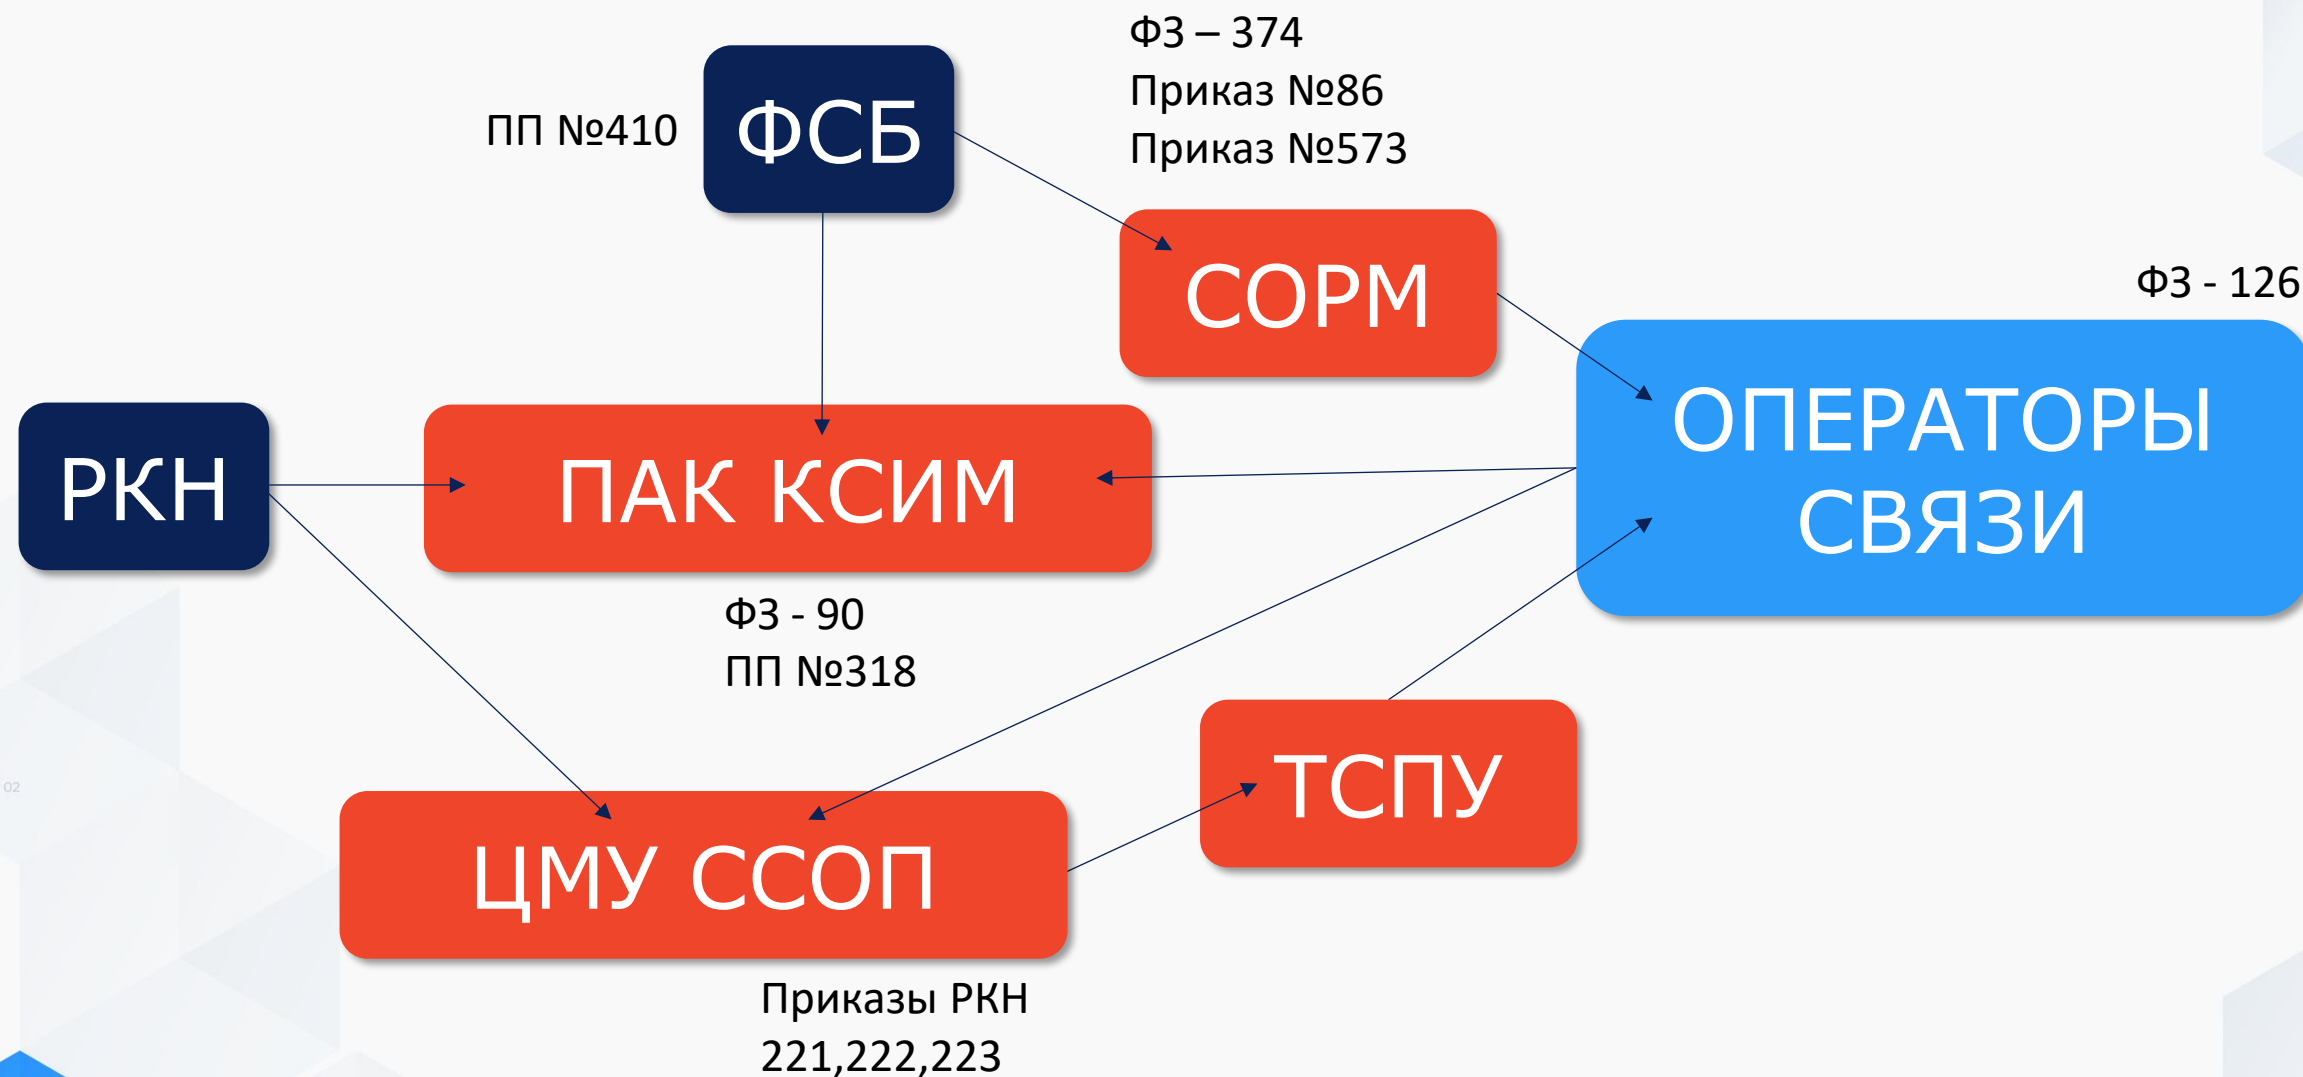 ФЗ – 374
Приказ №86
Приказ №573
ПП №410
ФСБ
СОРМ
ФЗ - 126
ОПЕРАТОРЫ
СВЯЗИ
РКН
ПАК КСИМ
ФЗ - 90
ПП №318
ТСПУ
02
ЦМУ ССОП
Приказы РКН
221,222,223